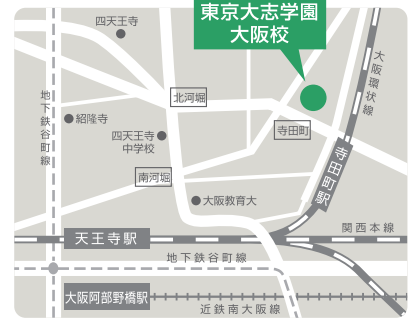 東京大志学園
大阪校
四天王寺
大阪環状線
地下鉄谷町線
北河堀
紹隆寺
四天王寺
中学校
寺田町
南河堀
寺田町駅
大阪教育大
関西本線
天王寺駅
地下鉄谷町線
大阪阿部野橋駅
近鉄南大阪線